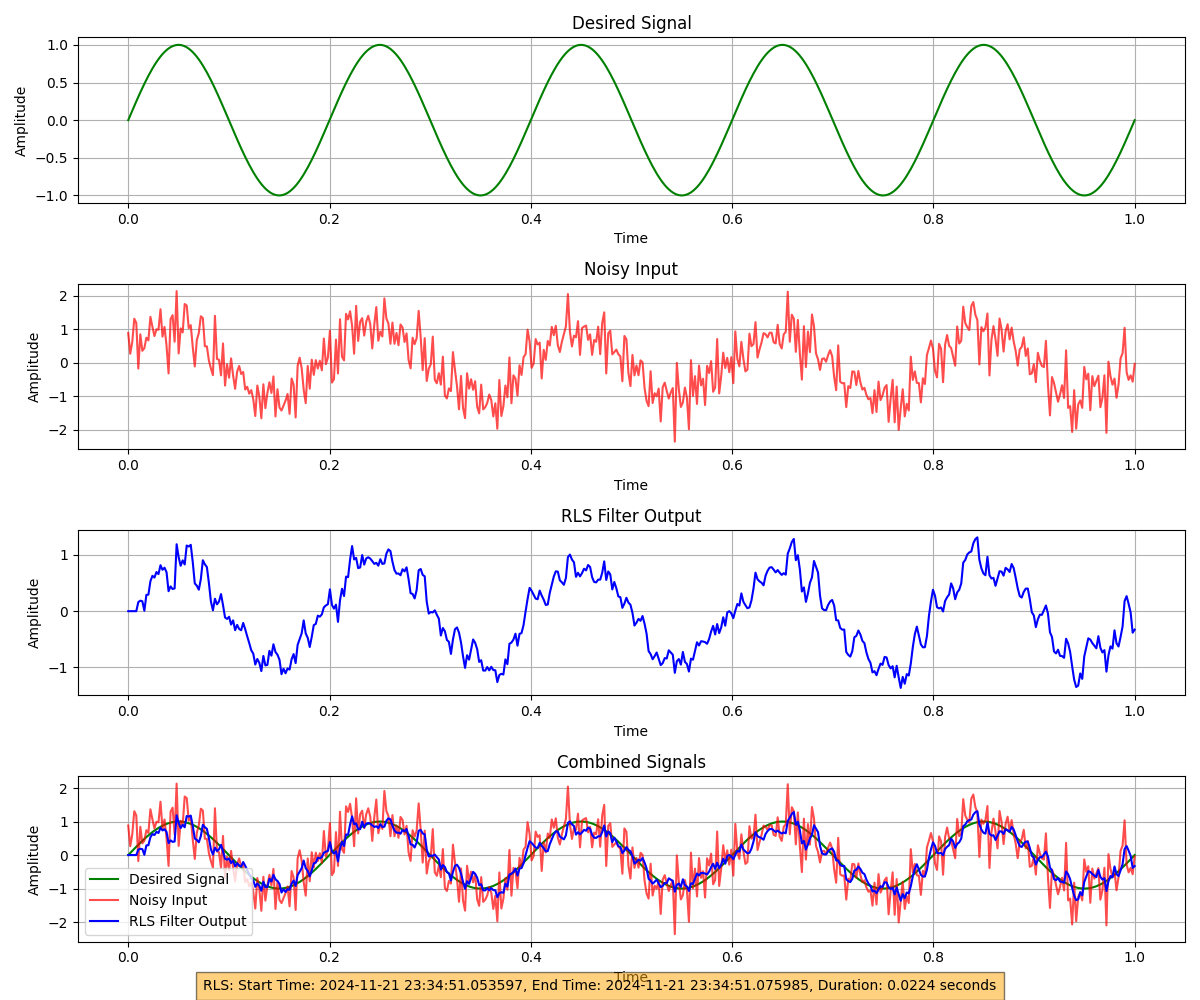 Desired Signal
1.0
0.5
0.0
−0.5
−1.0
Amplitude
0.0 0.2 0.4 0.6 0.8 1.0
Time
Noisy Input
2
1
0
−1
−2
Amplitude
0.0 0.2 0.4 0.6 0.8 1.0
Time
RLS Filter Output
1
0
−1
Amplitude
0.0 0.2 0.4 0.6 0.8 1.0
Time
Combined Signals
2
1
0
−1
−2
Amplitude
Desired Signal
Noisy Input
RLS Filter Output
0.0 0.2 0.4 0.6 0.8 1.0
Time
RLS: Start Time: 2024-11-21 23:34:51.053597, End Time: 2024-11-21 23:34:51.075985, Duration: 0.0224 seconds